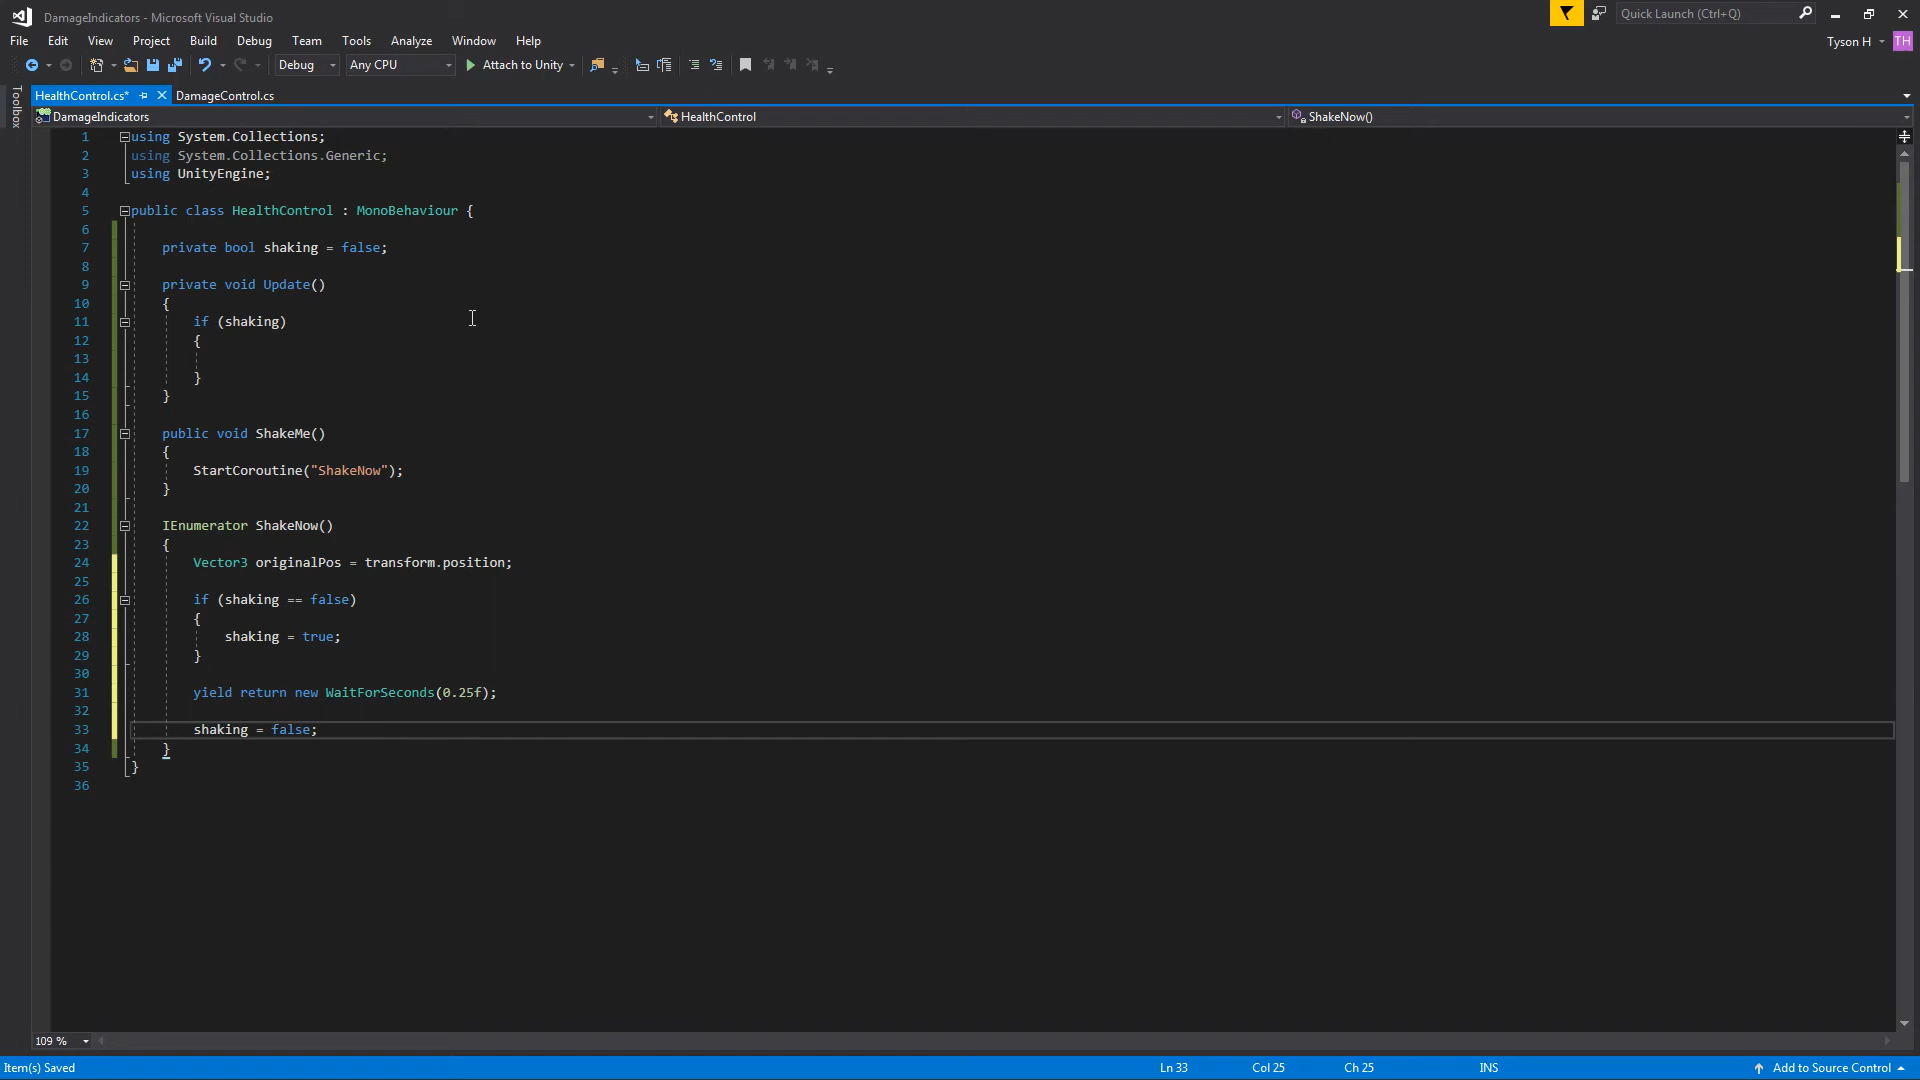 DamageIndicators - Microsoft Visual Studio
Quick Launch (Ctrl+Q)
File Edit View Project Build Debug Team Tools Analyze Window Help
Tyson H TH
Debug Any CPU Attach to Unity
Toolbox
HealthControl.cs* DamageControl.cs
DamageIndicators HealthControl ShakeNow()
1 using System.Collections;
2 using System.Collections.Generic;
3 using UnityEngine;
4
5 public class HealthControl : MonoBehaviour {
6
7 private bool shaking = false;
8
9 private void Update()
10 {
11 if (shaking)
12 {
13
14 }
15 }
16
17 public void ShakeMe()
18 {
19 StartCoroutine("ShakeNow");
20 }
21
22 IEnumerator ShakeNow()
23 {
24 Vector3 originalPos = transform.position;
25
26 if (shaking == false)
27 {
28 shaking = true;
29 }
30
31 yield return new WaitForSeconds(0.25f);
32
33 shaking = false;
34 }
35 }
36
109 %
Item(s) Saved Ln 33 Col 25 Ch 25 INS Add to Source Control